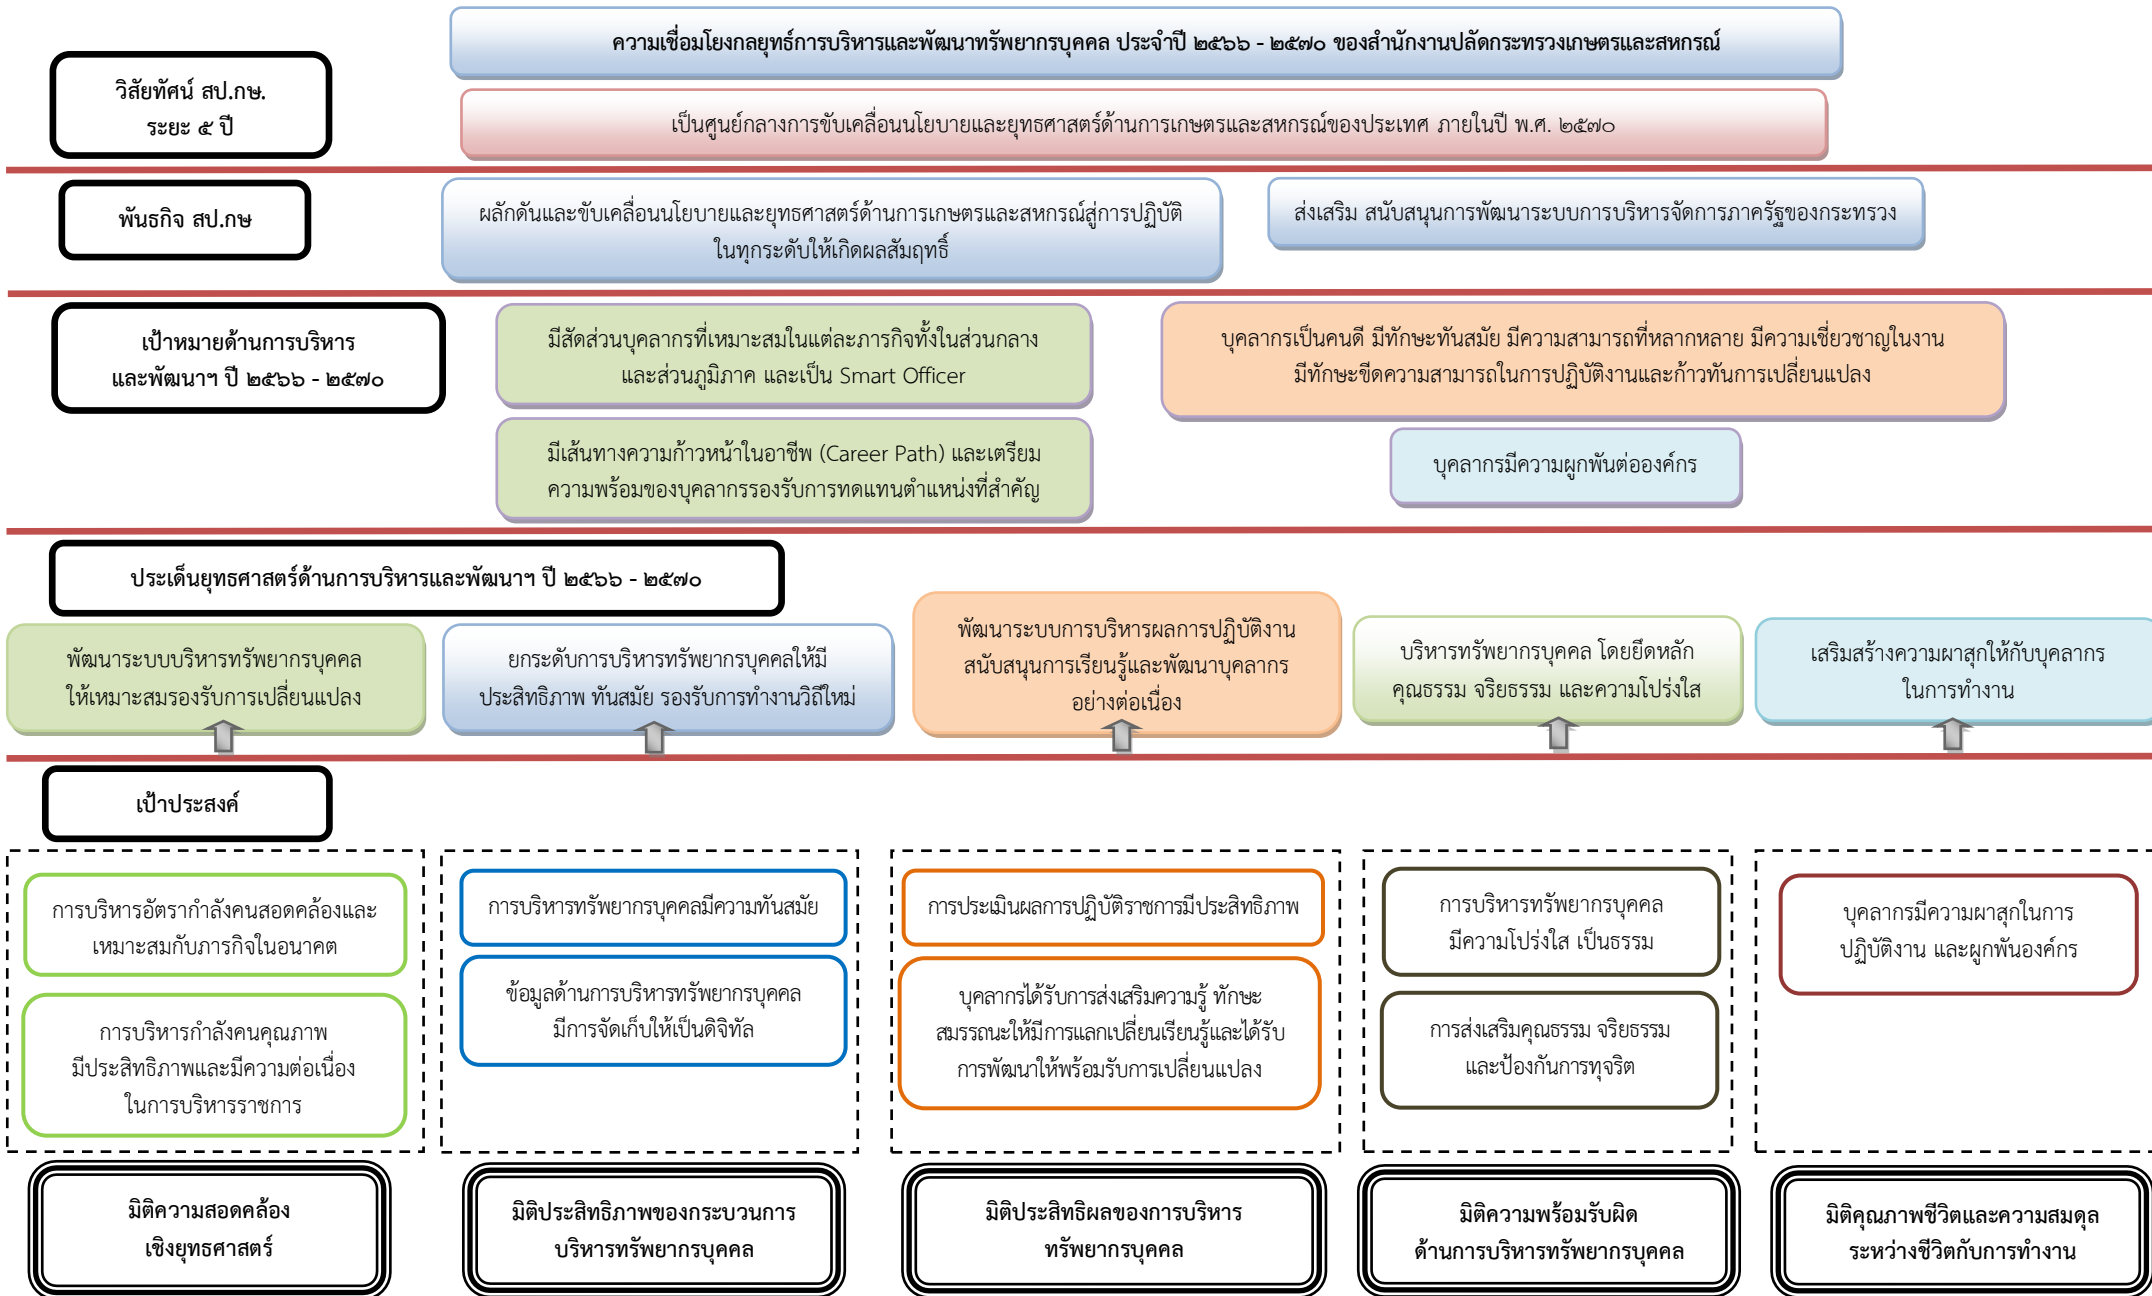 ความเชื่อมโยงกลยุทธ์การบริหารและพัฒนาทรัพยากรบุคคล ประจำปี ๒๕๖๖ - ๒๕๗๐ ของสำนักงานปลัดกระทรวงเกษตรและสหกรณ์
วิสัยทัศน์ สป.กษ.
ระยะ ๕ ปี
เป็นศูนย์กลางการขับเคลื่อนนโยบายและยุทธศาสตร์ด้านการเกษตรและสหกรณ์ของประเทศ ภายในปี พ.ศ. ๒๕๗๐
พันธกิจ สป.กษ
ผลักดันและขับเคลื่อนนโยบายและยุทธศาสตร์ด้านการเกษตรและสหกรณ์สู่การปฏิบัติ
ในทุกระดับให้เกิดผลสัมฤทธิ์
ส่งเสริม สนับสนุนการพัฒนาระบบการบริหารจัดการภาครัฐของกระทรวง
เป้าหมายด้านการบริหาร
และพัฒนาฯ ปี ๒๕๖๖ - ๒๕๗๐
มีสัดส่วนบุคลากรที่เหมาะสมในแต่ละภารกิจทั้งในส่วนกลาง
และส่วนภูมิภาค และเป็น Smart Officer
บุคลากรเป็นคนดี มีทักษะทันสมัย มีความสามารถที่หลากหลาย มีความเชี่ยวชาญในงาน
มีทักษะขีดความสามารถในการปฏิบัติงานและก้าวทันการเปลี่ยนแปลง
มีเส้นทางความก้าวหน้าในอาชีพ (Career Path) และเตรียม
ความพร้อมของบุคลากรรองรับการทดแทนตำแหน่งที่สำคัญ
บุคลากรมีความผูกพันต่อองค์กร
ประเด็นยุทธศาสตร์ด้านการบริหารและพัฒนาฯ ปี ๒๕๖๖ - ๒๕๗๐
พัฒนาระบบบริหารทรัพยากรบุคคล
ให้เหมาะสมรองรับการเปลี่ยนแปลง
ยกระดับการบริหารทรัพยากรบุคคลให้มี
ประสิทธิภาพ ทันสมัย รองรับการทำงานวิถีใหม่
พัฒนาระบบการบริหารผลการปฏิบัติงาน
สนับสนุนการเรียนรู้และพัฒนาบุคลากร
อย่างต่อเนื่อง
บริหารทรัพยากรบุคคล โดยยึดหลัก
คุณธรรม จริยธรรม และความโปร่งใส
เสริมสร้างความผาสุกให้กับบุคลากร
ในการทำงาน
เป้าประสงค์
การบริหารอัตรากำลังคนสอดคล้องและ
เหมาะสมกับภารกิจในอนาคต
การบริหารกำลังคนคุณภาพ
มีประสิทธิภาพและมีความต่อเนื่อง
ในการบริหารราชการ
การบริหารทรัพยากรบุคคลมีความทันสมัย
ข้อมูลด้านการบริหารทรัพยากรบุคคล
มีการจัดเก็บให้เป็นดิจิทัล
การประเมินผลการปฏิบัติราชการมีประสิทธิภาพ
บุคลากรได้รับการส่งเสริมความรู้ ทักษะ
สมรรถนะให้มีการแลกเปลี่ยนเรียนรู้และได้รับ
การพัฒนาให้พร้อมรับการเปลี่ยนแปลง
การบริหารทรัพยากรบุคคล
มีความโปร่งใส เป็นธรรม
การส่งเสริมคุณธรรม จริยธรรม
และป้องกันการทุจริต
บุคลากรมีความผาสุกในการ
ปฏิบัติงาน และผูกพันองค์กร
มิติความสอดคล้อง
เชิงยุทธศาสตร์
มิติประสิทธิภาพของกระบวนการ
บริหารทรัพยากรบุคคล
มิติประสิทธิผลของการบริหาร
ทรัพยากรบุคคล
มิติความพร้อมรับผิด
ด้านการบริหารทรัพยากรบุคคล
มิติคุณภาพชีวิตและความสมดุล
ระหว่างชีวิตกับการทำงาน